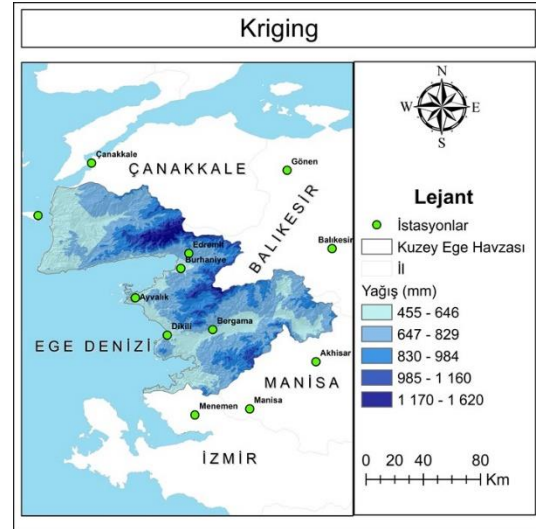 Kriging
Çanakkale
ÇANAKKALE
Gönen
BALIKESİR
Balıkesir
Edremit
Burhaniye
Ayvalık
Dikili
Bergama
EGE DENİZİ
Akhisar
MANİSA
Manisa
Menemen
İZMİR
N
W
E
S
Lejant
İstasyonlar
Kuzey Ege Havzası
İl
Yağış (mm)
455 - 646
647 - 829
830 - 984
985 - 1 160
1 170 - 1 620
0 20 40 80
Km